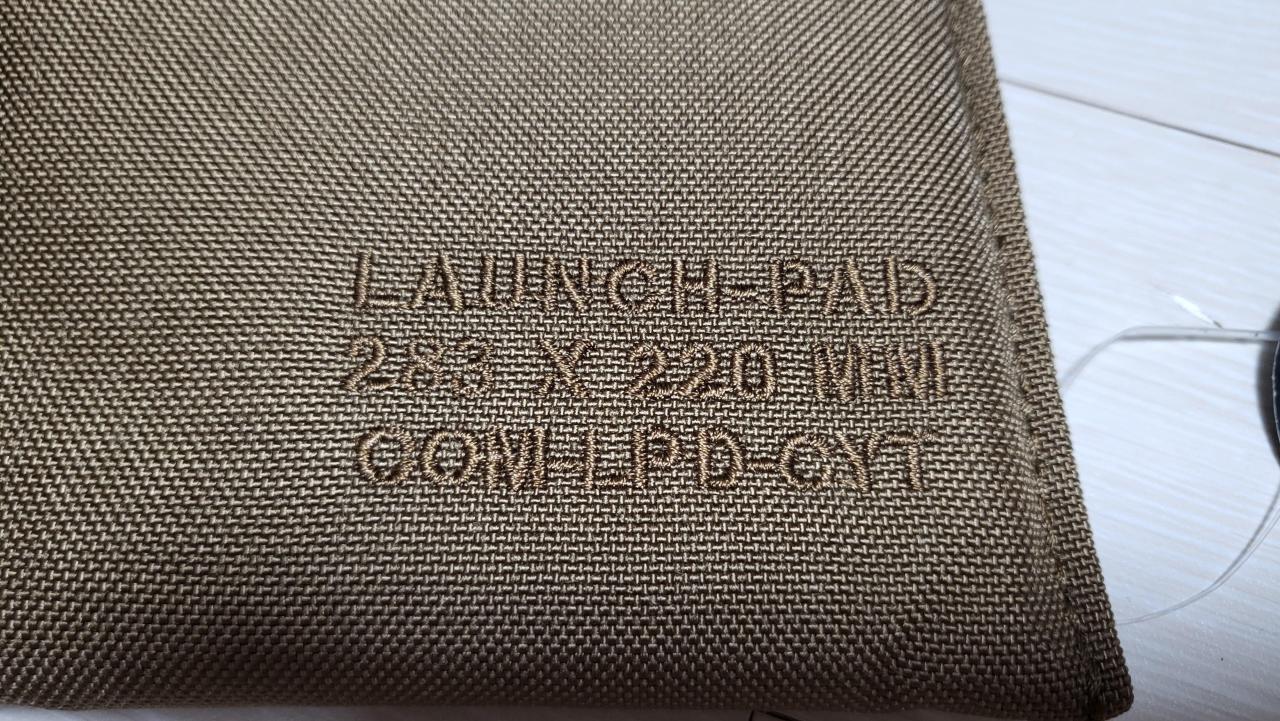 LAUNCH-PAD
283 X 220 MM
COM-LPD-CYT